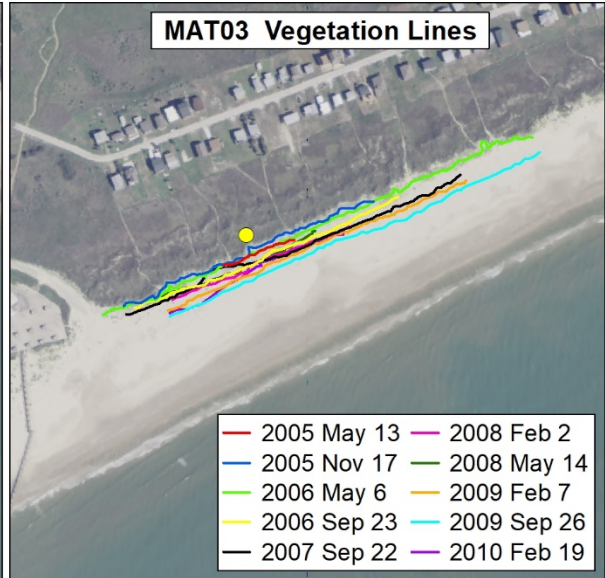 MAT03 Vegetation Lines
2005 May 13
2005 Nov 17
2006 May 6
2006 Sep 23
2007 Sep 22
2008 Feb 2
2008 May 14
2009 Feb 7
2009 Sep 26
2010 Feb 19